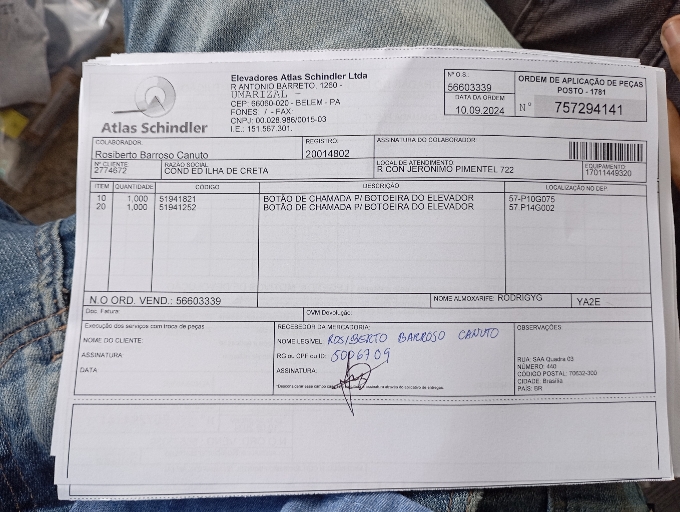 Atlas Schindler
Elevadores Atlas Schindler Ltda
R ANTONIO BARRETO, 1250 -
UMARIZAL -
CEP: 66060-020 - BELEM - PA
FONES: / - FAX
CNPJ: 00.028.986/0015-03
I.E.: 151.567.301.
Nº O.S.:
56603339
DATA DA ORDEM
10.09.2024
ORDEM DE APLICAÇÃO DE PEÇAS
POSTO - 1781
N.º 757294141
COLABORADOR: REGISTRO: ASSINATURA DO COLABORADOR:
Rosiberto Barroso Canuto 20014802
Nº CLIENTE RAZÃO SOCIAL LOCAL DE ATENDIMENTO EQUIPAMENTO
2774672 COND ED ILHA DE CRETA R CON JERONIMO PIMENTEL 722 17011449320
ITEM QUANTIDADE CÓDIGO DESCRIÇÃO LOCALIZAÇÃO NO DEP.
10 1,000 51941821 BOTÃO DE CHAMADA P/ BOTOEIRA DO ELEVADOR 57-P10G075
20 1,000 51941252 BOTÃO DE CHAMADA P/ BOTOEIRA DO ELEVADOR 57.P14G002
N.O ORD. VEND.: 56603339 NOME ALMOXARIFE: RODRIGYG YA2E
Doc. Fatura: OVM Devolução:
Execução dos serviços com troca de peças
NOME DO CLIENTE:
ASSINATURA:
DATA
RECEBEDOR DA MERCADORIA:
NOME LEGIVEL: ROSIBERTO BARROSO CANUTO
RG ou CPF ou ID: 5006709
ASSINATURA:
OBSERVAÇÕES
RUA: SAA Quadra 03
NÚMERO: 440
CÓDIGO POSTAL: 70632-300
CIDADE: Brasília
PAÍS: BR